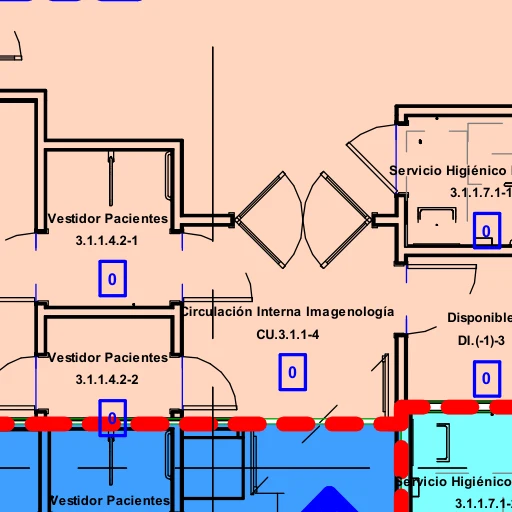 Servicio Higiénico
3.1.1.7.1-1
0
Vestidor Pacientes
3.1.1.4.2-1
0
Circulación Interna Imagenología
CU.3.1.1-4
0
Disponible
DI.(-1)-3
0
Vestidor Pacientes
3.1.1.4.2-2
0
Servicio Higiénico
3.1.1.7.1-
Vestidor Pacientes